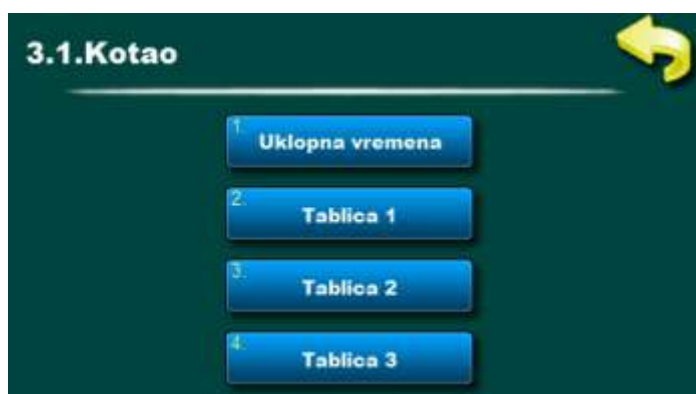 3.1.Kotao
1.
Uklopna vremena
2.
Tablica 1
3.
Tablica 2
4.
Tablica 3